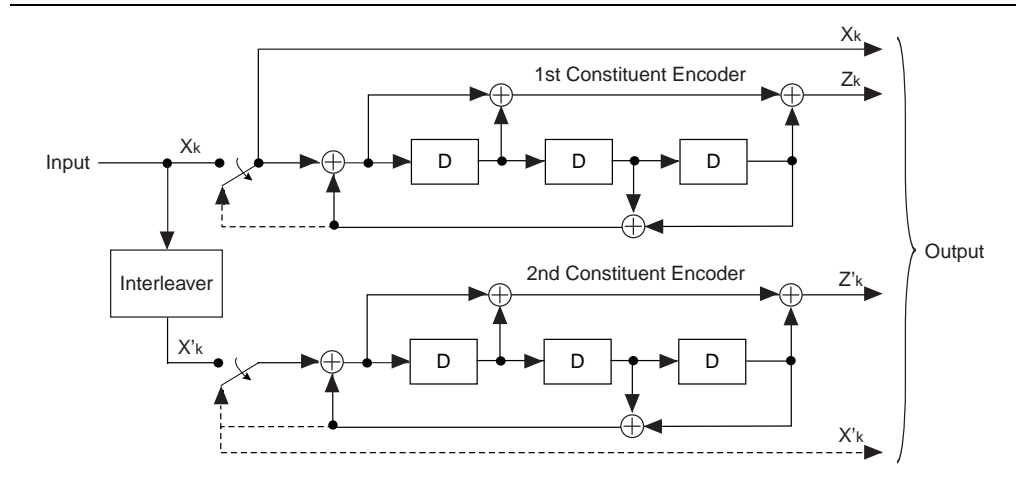 Xk
1st Constituent Encoder
Zk
Input
Xk
D
D
D
Output
Interleaver
2nd Constituent Encoder
Z'k
X'k
D
D
D
X'k